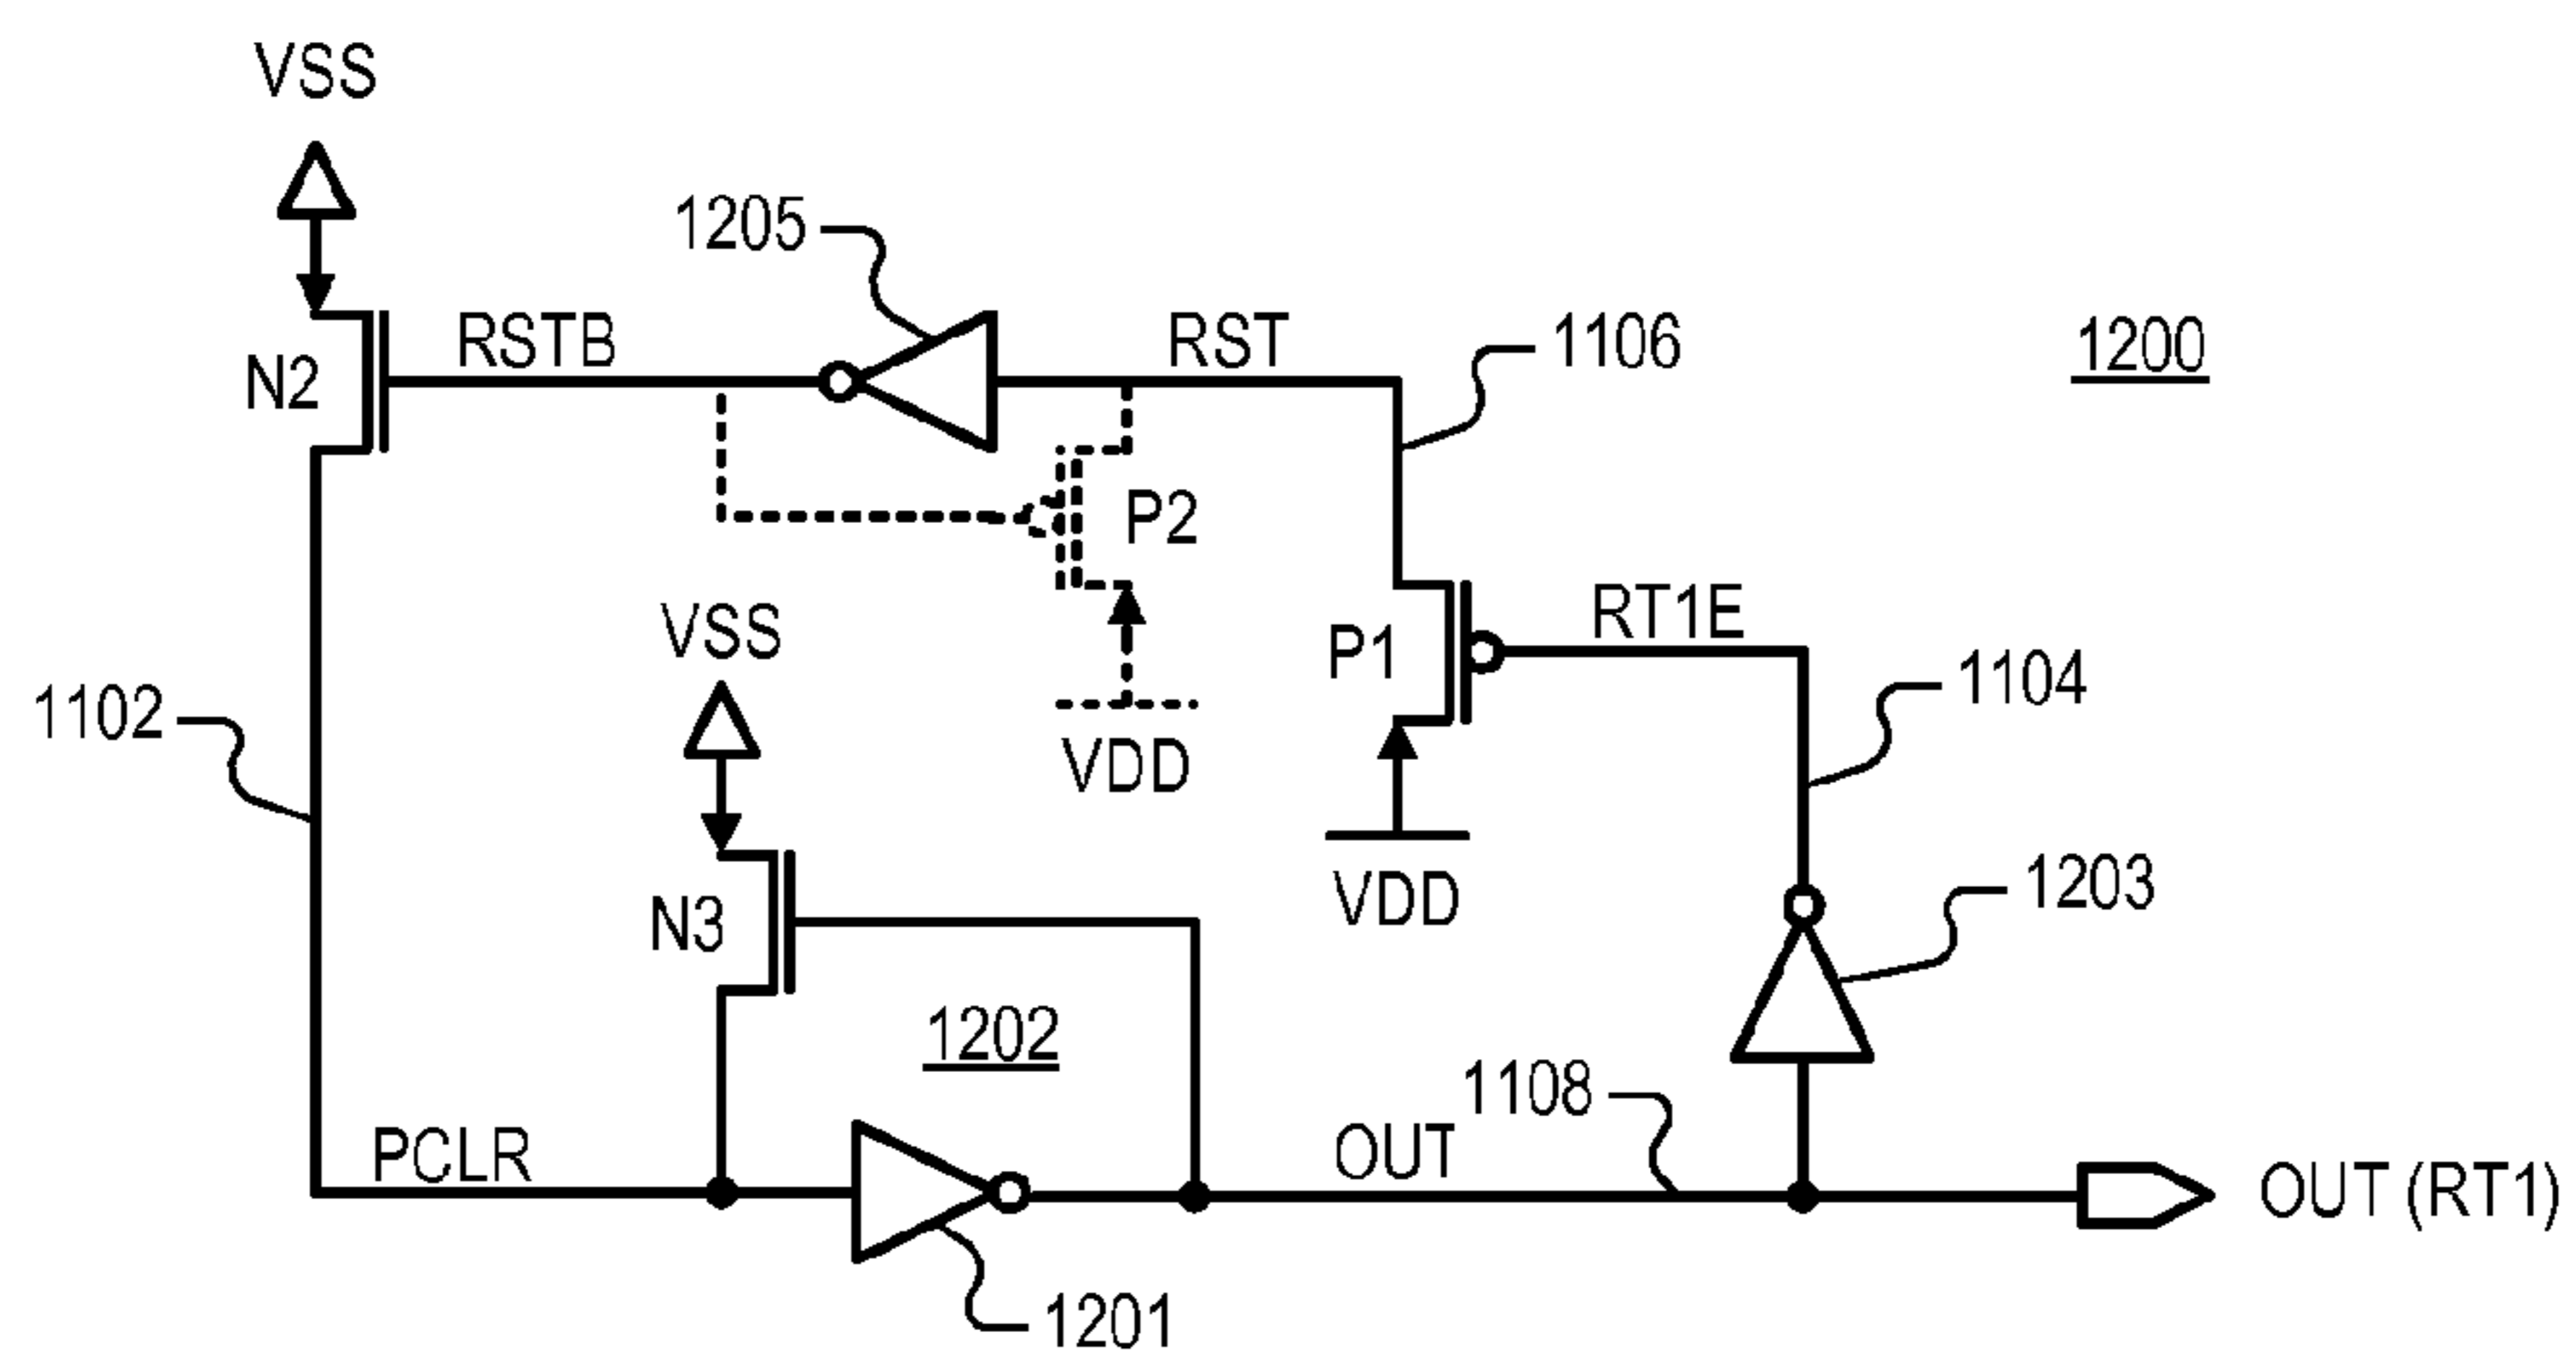 VSS
1205
RSTB
RST
1106
1200
N2
P2
VSS
RT1E
P1
1104
1102
VDD
VDD
1203
N3
1202
1108
PCLR
OUT
OUT (RT1)
1201